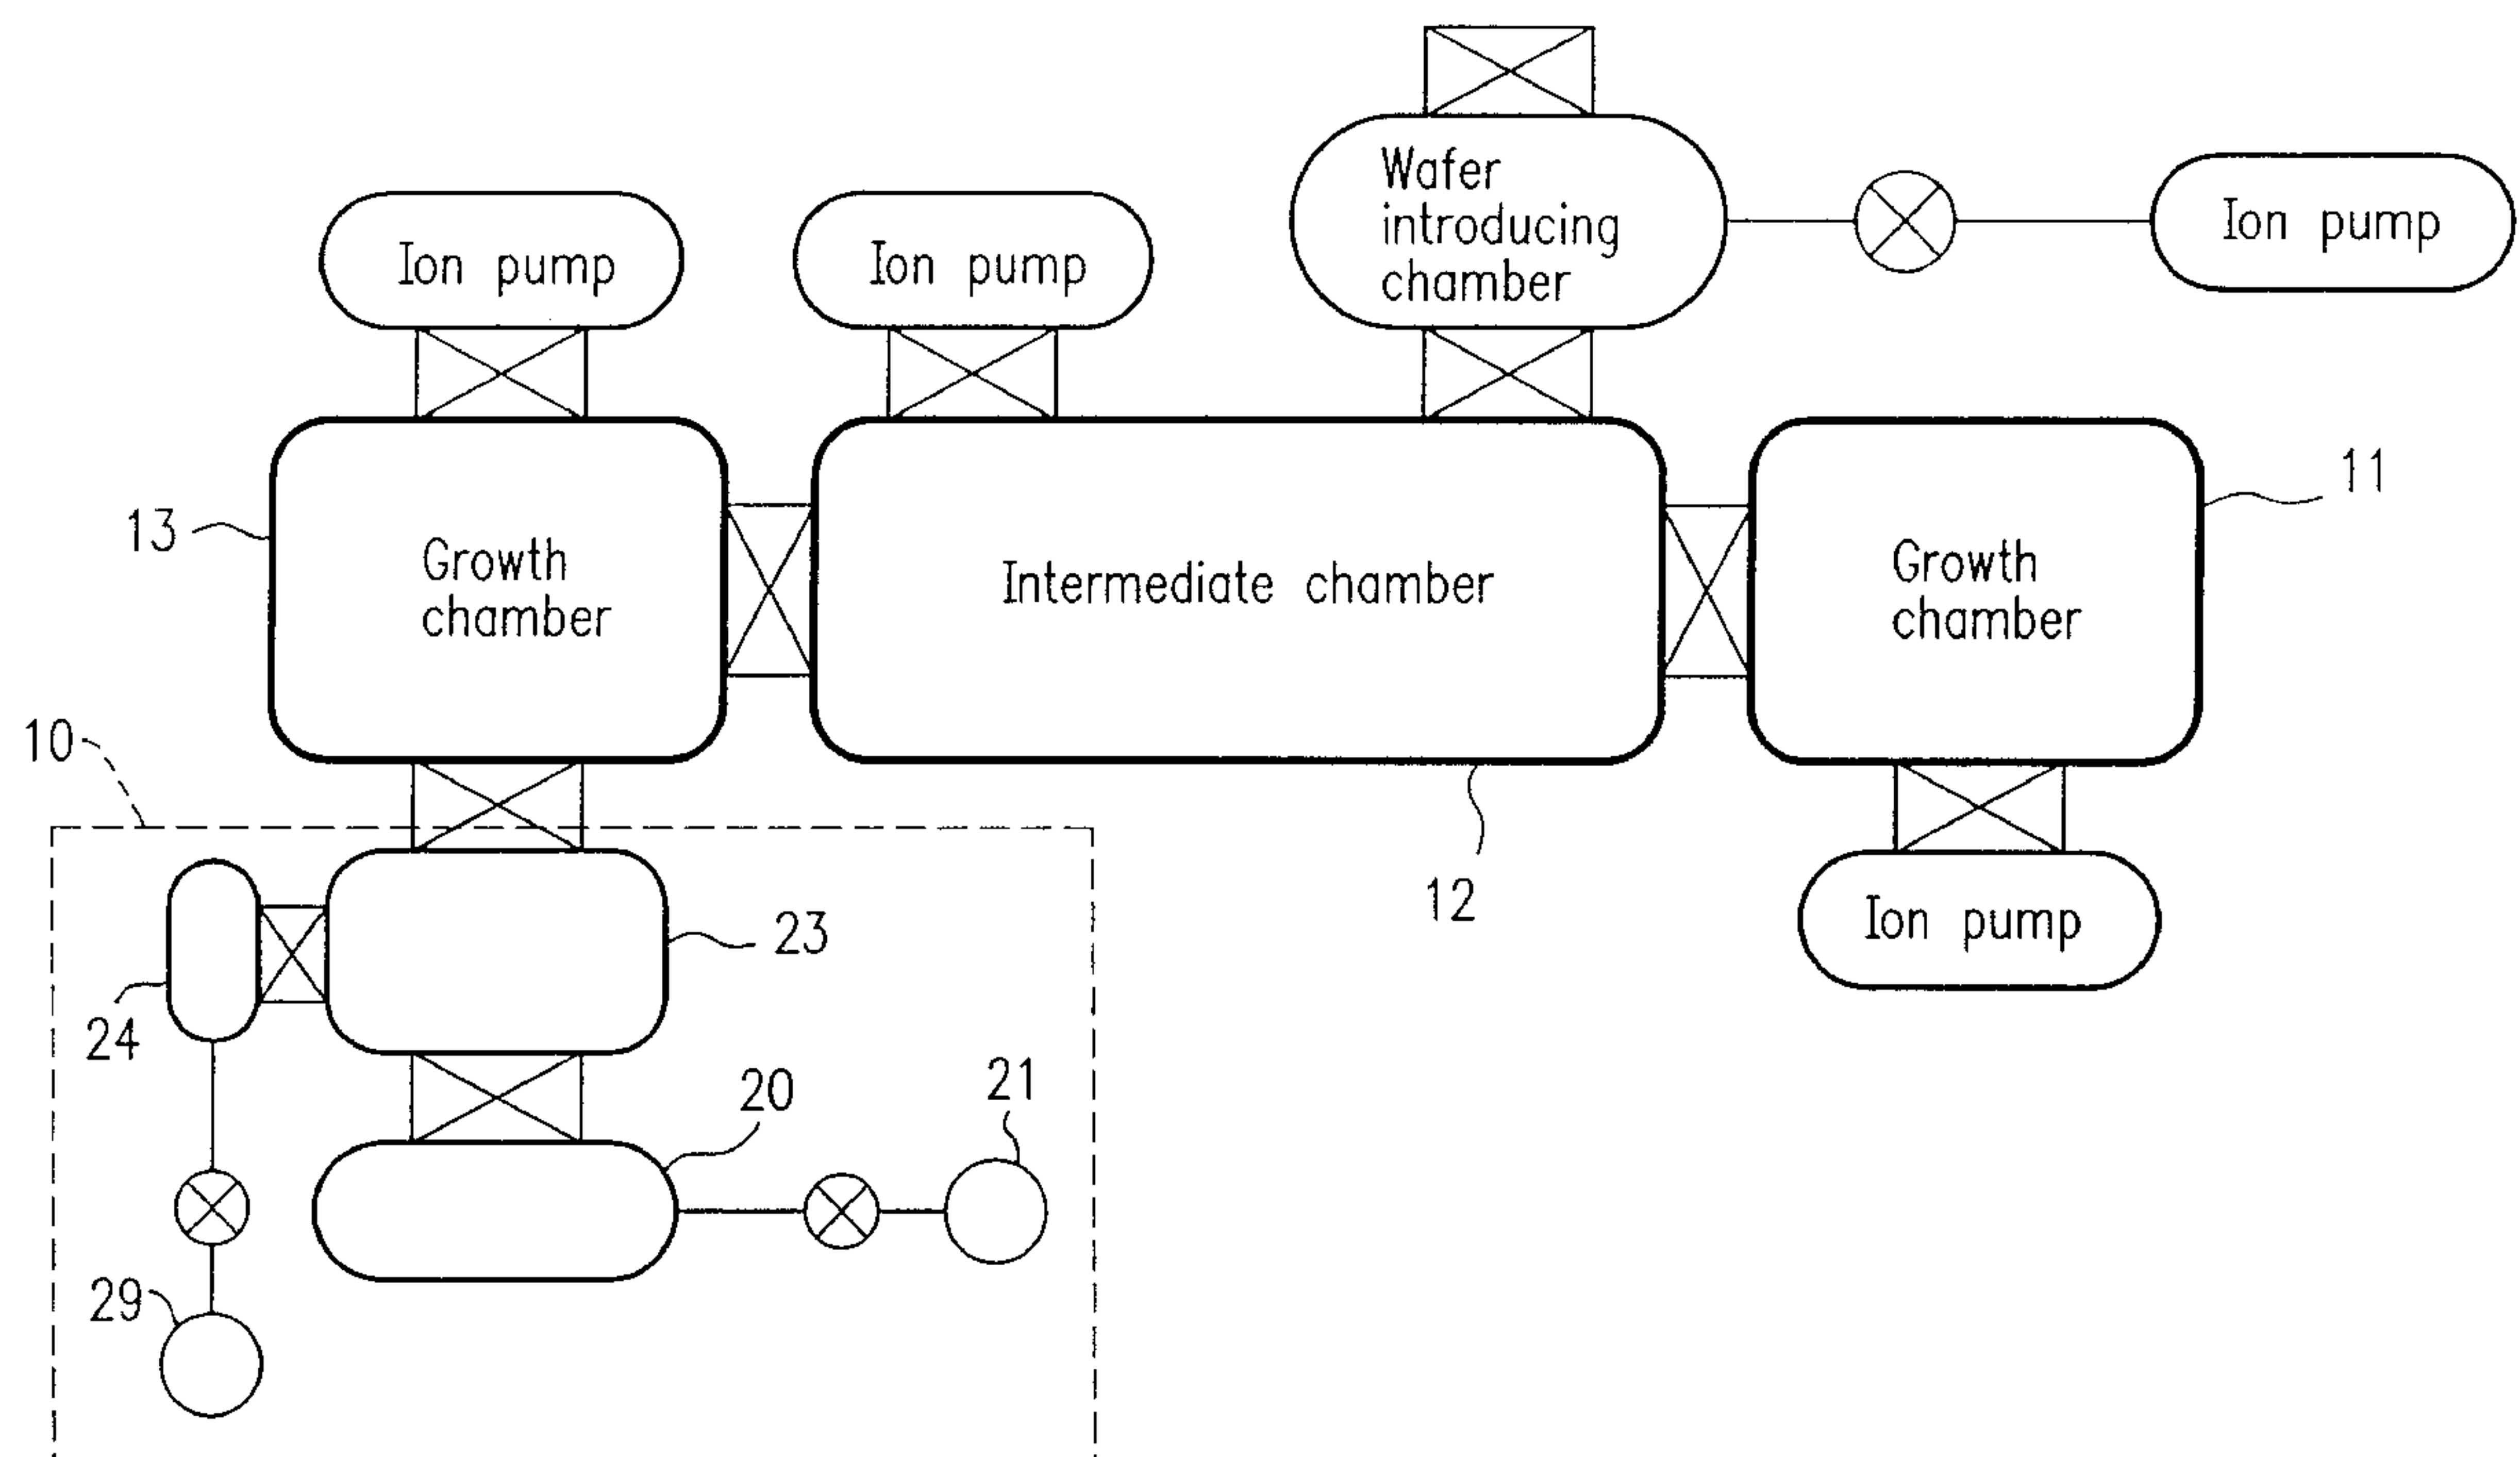 Wafer
introducing
chamber
Ion pump
Ion pump
Ion pump
11
13
Growth
chamber
Intermediate chamber
Growth
chamber
10
12
23
Ion pump
24
20
21
29